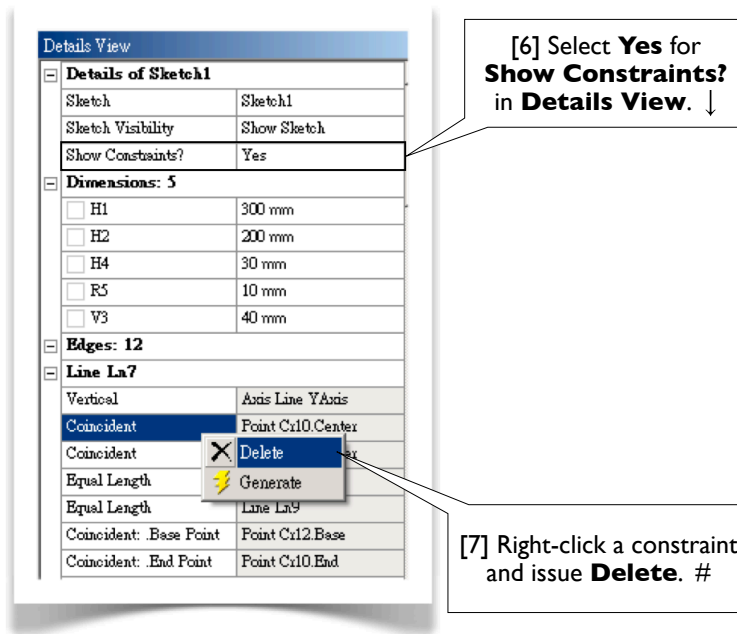 Details View
Details of Sketch1
Sketch Sketch1
Sketch Visibility Show Sketch
Show Constraints? Yes
Dimensions: 5
H1 300 mm
H2 200 mm
H4 30 mm
R5 10 mm
V3 40 mm
Edges: 12
Line Ln7
Vertical Axis Line YAxis
Coincident Point Cr10.Center
Coincident
Delete
Equal Length
Generate
Equal Length Line Ln9
Coincident: .Base Point Point Cr12.Base
Coincident: .End Point Point Cr10.End
[6] Select Yes for
Show Constraints?
in Details View. ↓
[7] Right-click a constraint
and issue Delete. #